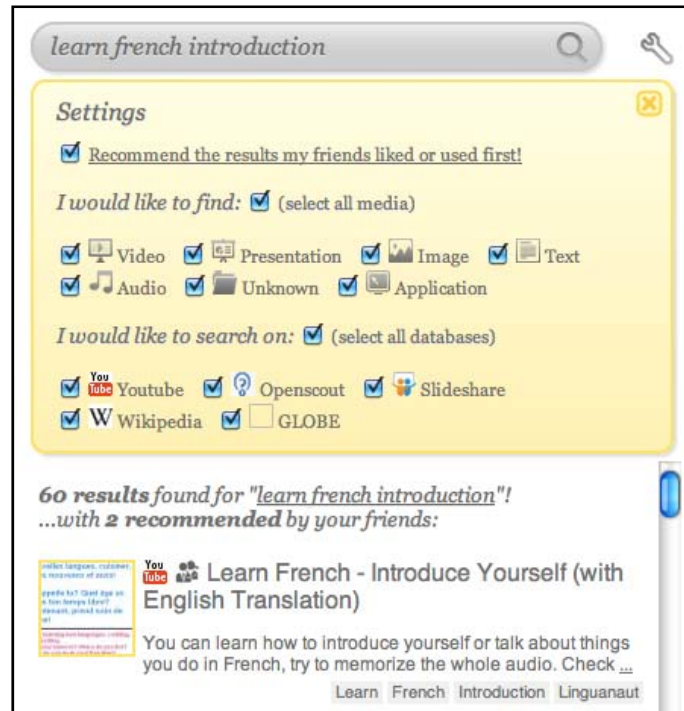 learn french introduction
Settings
Recommend the results my friends liked or used first!
I would like to find: (select all media)
Video Presentation Image Text
Audio Unknown Application
I would like to search on: (select all databases)
You Tube Youtube Openscout Slideshare
W Wikipedia GLOBE
60 results found for "learn french introduction"!
...with 2 recommended by your friends:
You Tube Learn French - Introduce Yourself (with
English Translation)
You can learn how to introduce yourself or talk about things
you do in French, try to memorize the whole audio. Check ...
Learn French Introduction Linguanaut